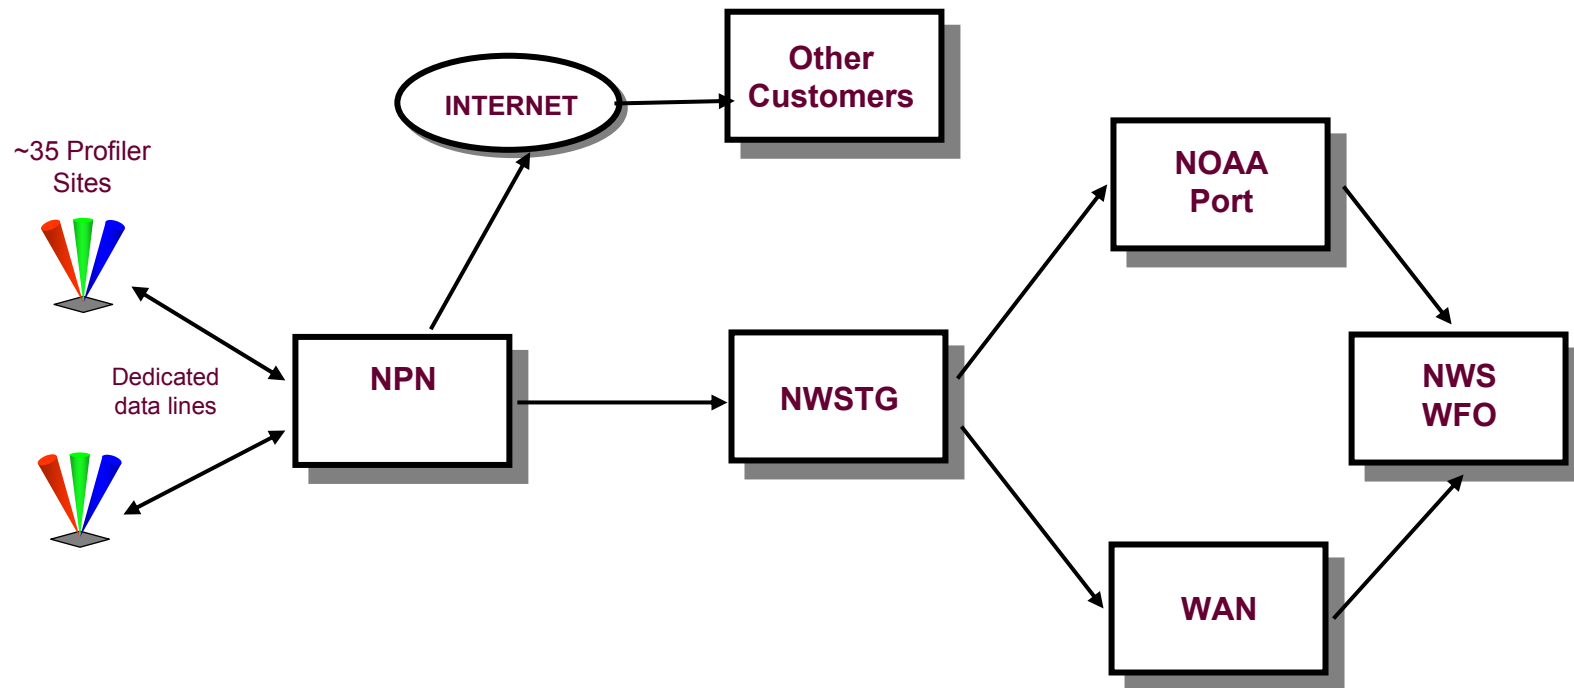 Other
Customers
INTERNET
~35 Profiler
Sites
NOAA
Port
Dedicated
data lines
NPN
NWSTG
NWS
WFO
WAN